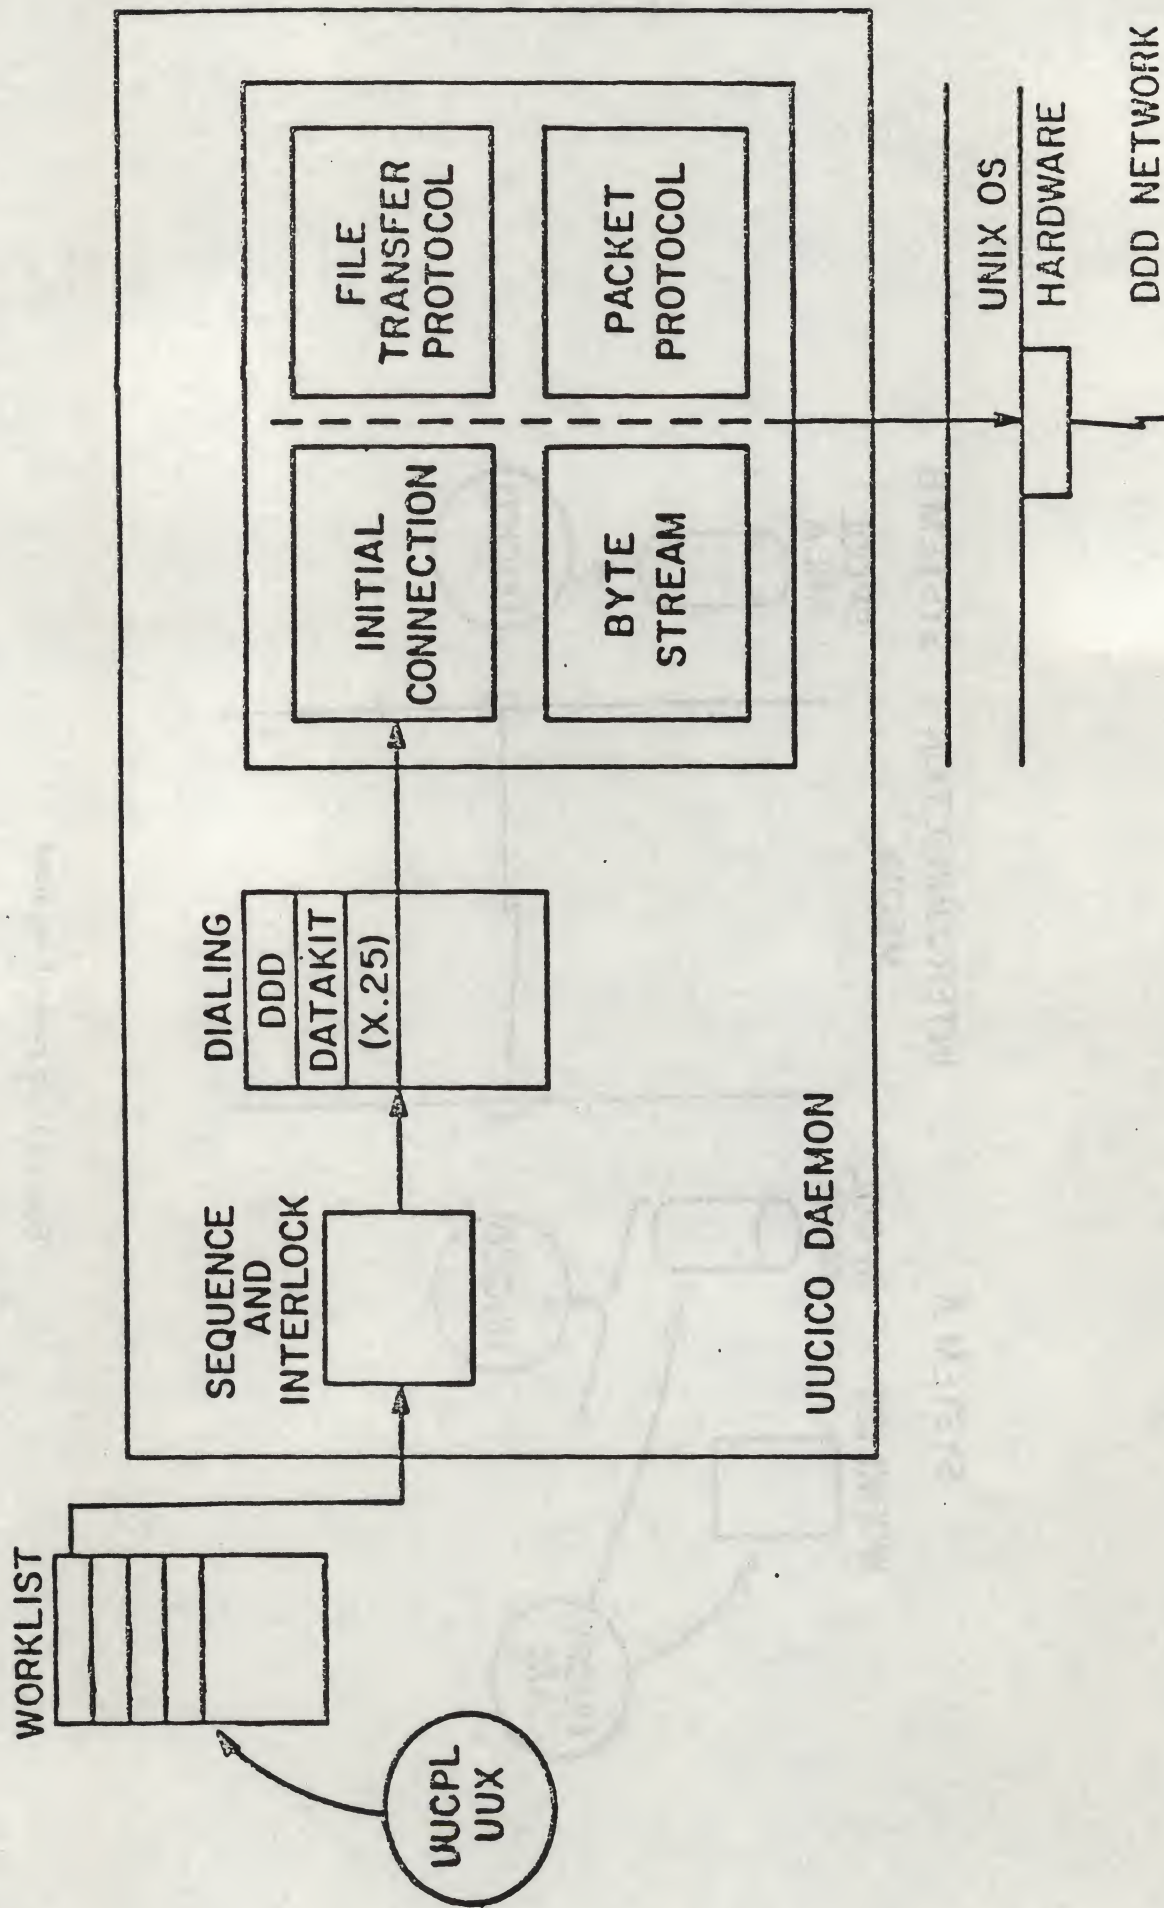 WORKLIST
UUCPL
UUX
SEQUENCE
AND
INTERLOCK
DIALING
DDD
DATAKIT
(X.25)
INITIAL
CONNECTION
FILE
TRANSFER
PROTOCOL
BYTE
STREAM
PACKET
PROTOCOL
UUCICO DAEMON
UNIX OS
HARDWARE
DDD NETWORK